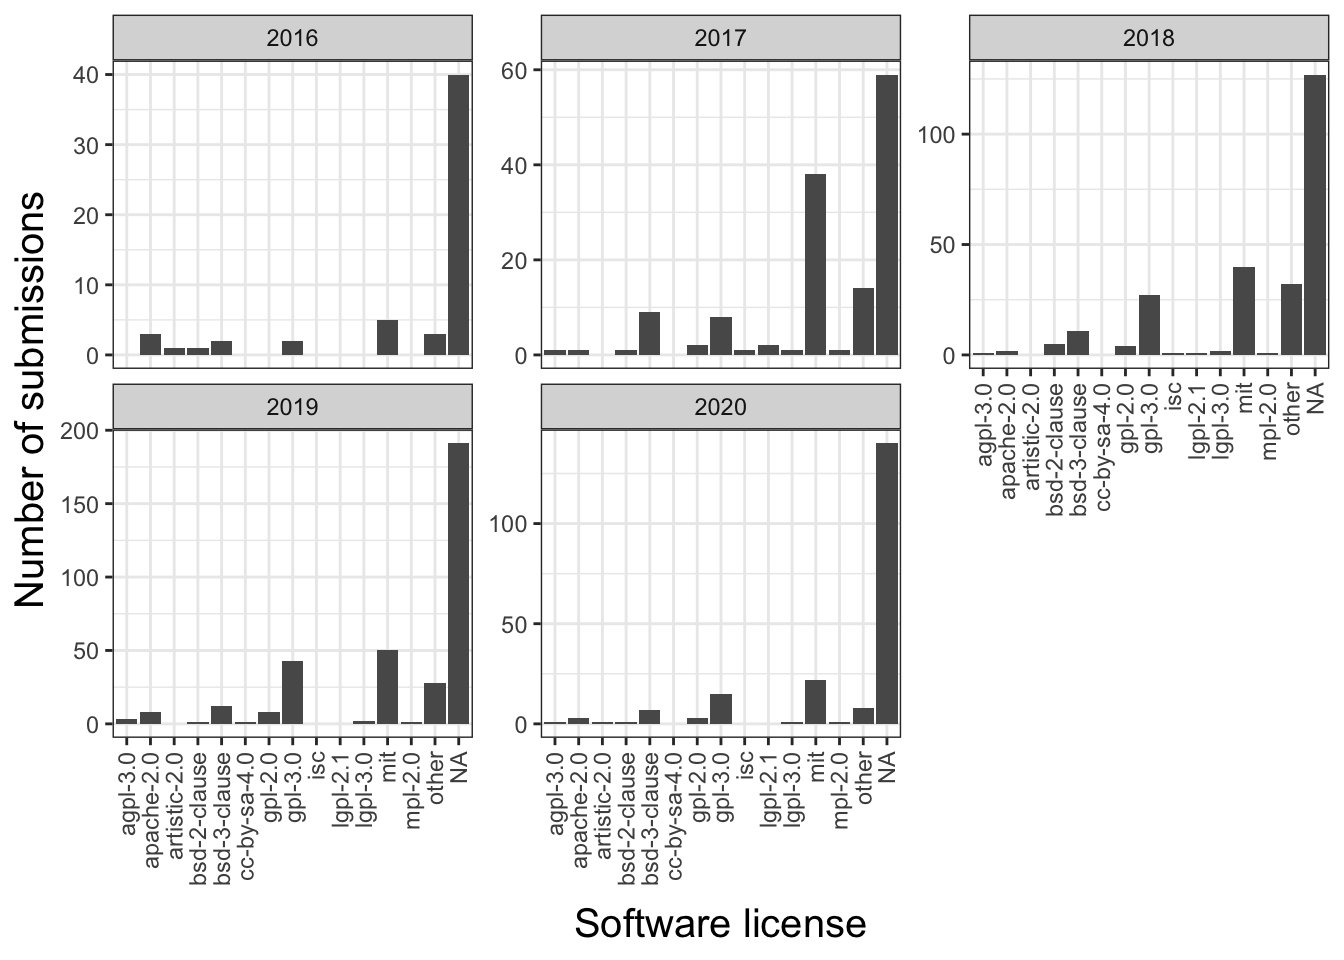 2016
2017
2018
40
30
20
10
0
60
40
20
0
100
50
0
agpl-3.0
apache-2.0
artistic-2.0
bsd-2-clause
bsd-3-clause
cc-by-sa-4.0
gpl-2.0
gpl-3.0
isc
lgpl-2.1
lgpl-3.0
mit
mpl-2.0
other
NA
Number of submissions
2019
2020
200
150
100
50
0
100
50
0
agpl-3.0
apache-2.0
artistic-2.0
bsd-2-clause
bsd-3-clause
cc-by-sa-4.0
gpl-2.0
gpl-3.0
isc
lgpl-2.1
lgpl-3.0
mit
mpl-2.0
other
NA
agpl-3.0
apache-2.0
artistic-2.0
bsd-2-clause
bsd-3-clause
cc-by-sa-4.0
gpl-2.0
gpl-3.0
isc
lgpl-2.1
lgpl-3.0
mit
mpl-2.0
other
NA
Software license